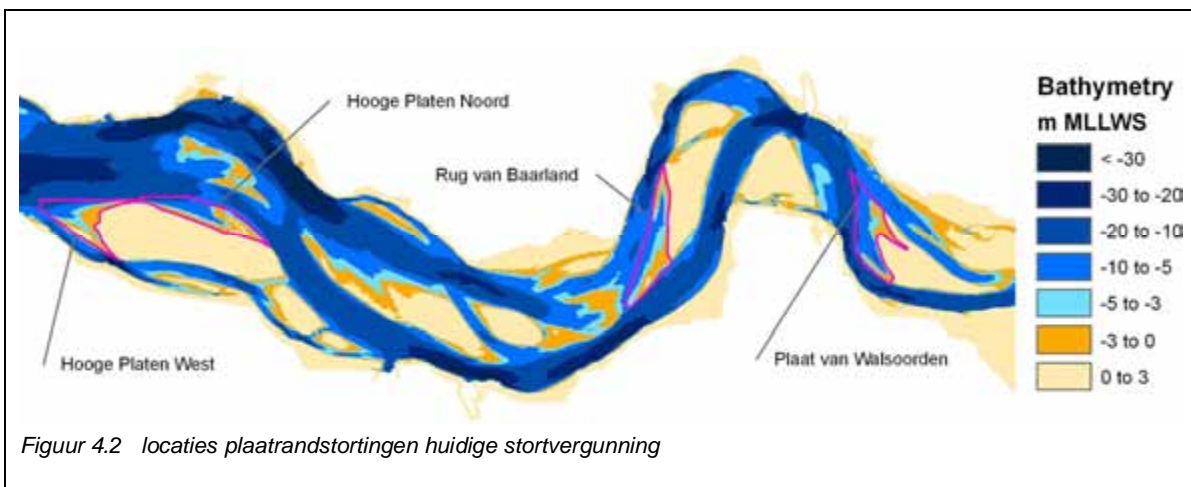 Hooge Platen Noord
Rug van Baarland
Hooge Platen West
Plaat van Walsoorden
Bathymetry
m MLLWS
< -30
-30 to -20
-20 to -10
-10 to -5
-5 to -3
-3 to 0
0 to 3
Figuur 4.2 locaties plaatrandstortingen huidige stortvergunning